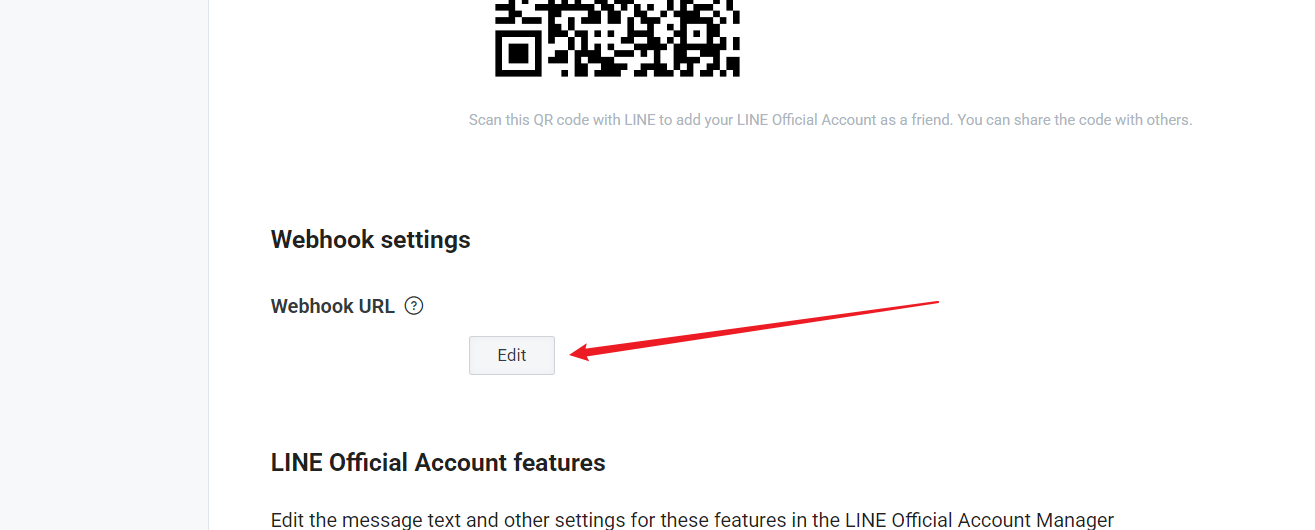 Scan this QR code with LINE to add your LINE Official Account as a friend. You can share the code with others.
Webhook settings
Webhook URL ?
Edit
LINE Official Account features
Edit the message text and other settings for these features in the LINE Official Account Manager